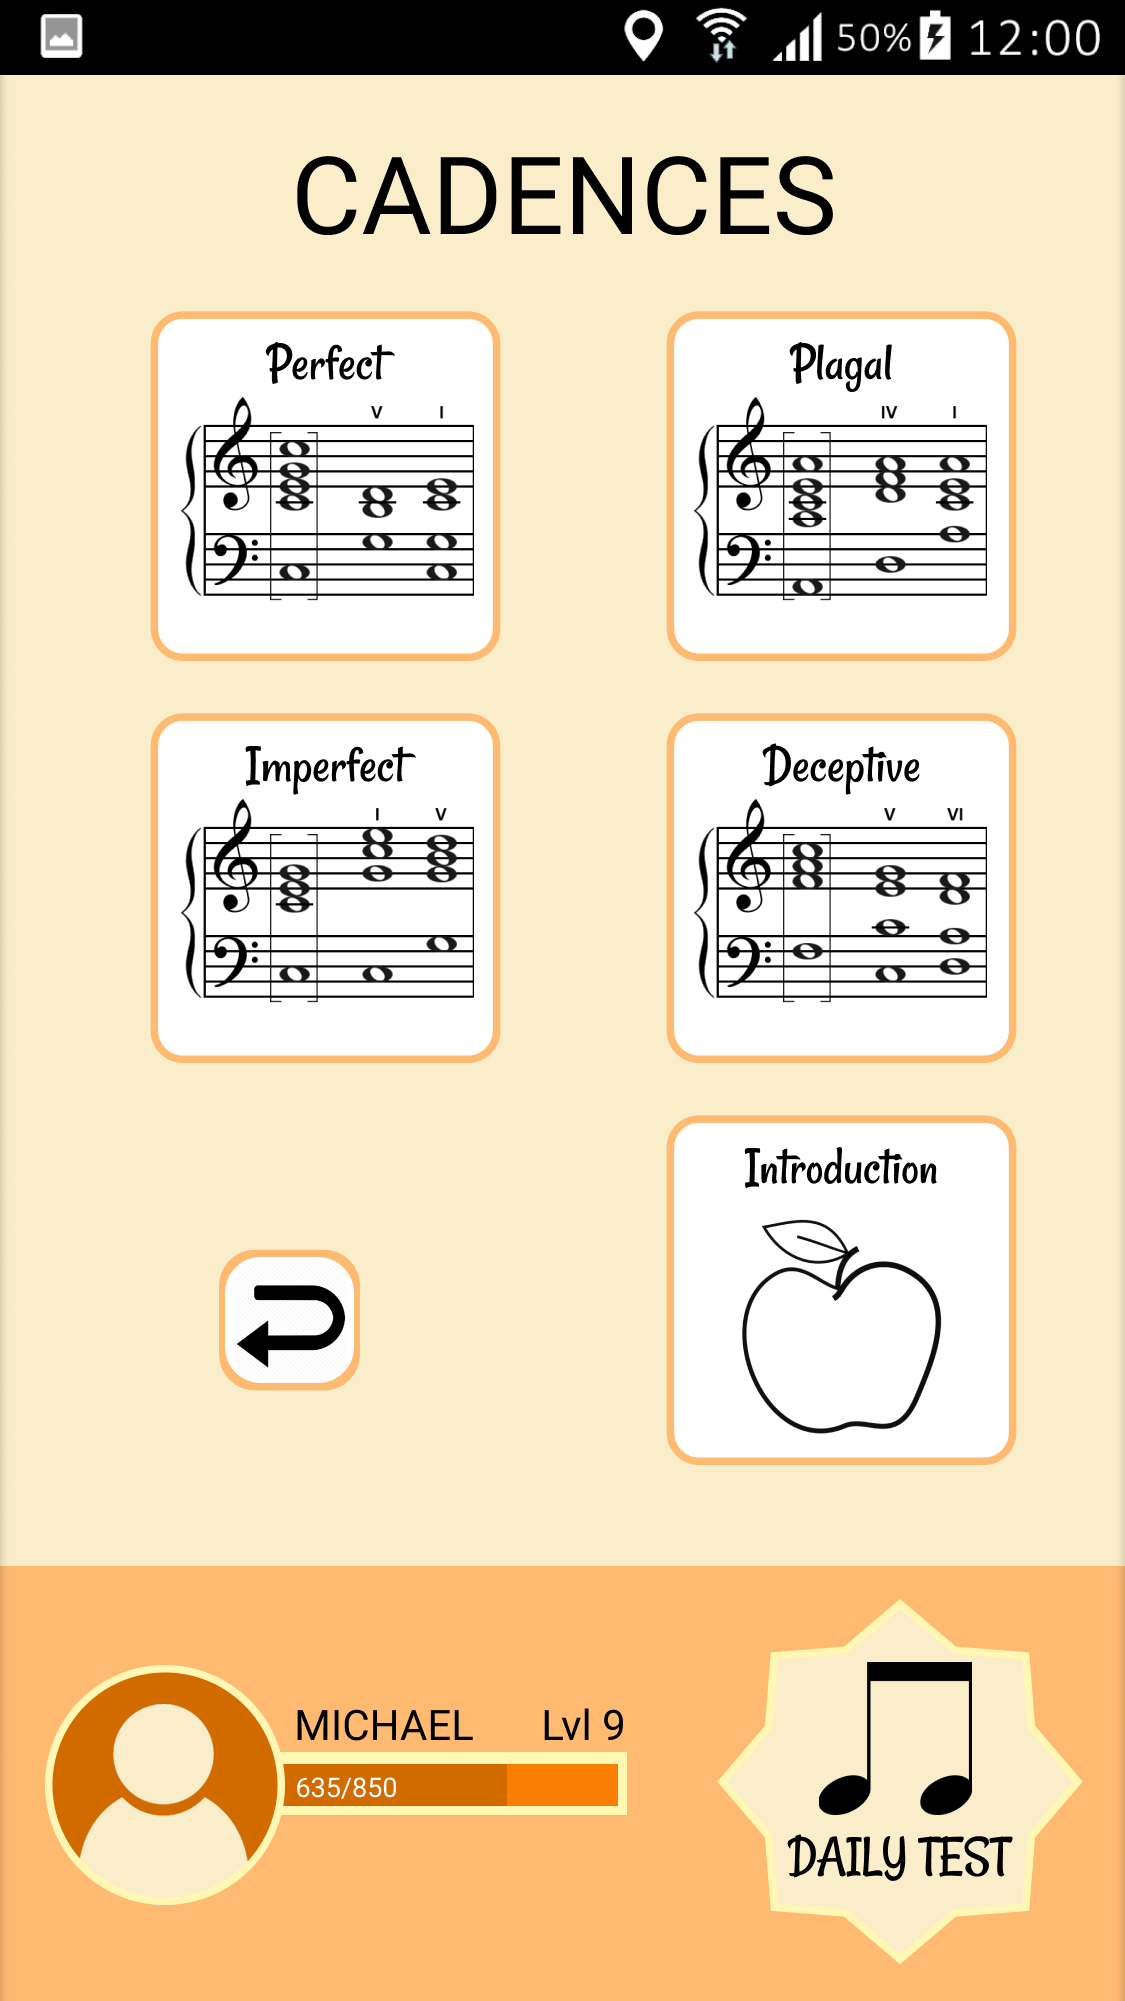 50% 12:00
CADENCES
Perfect
V I
Plagal
IV I
Imperfect
I V
Deceptive
V VI
Introduction
MICHAEL Lvl 9
635/850
DAILY TEST